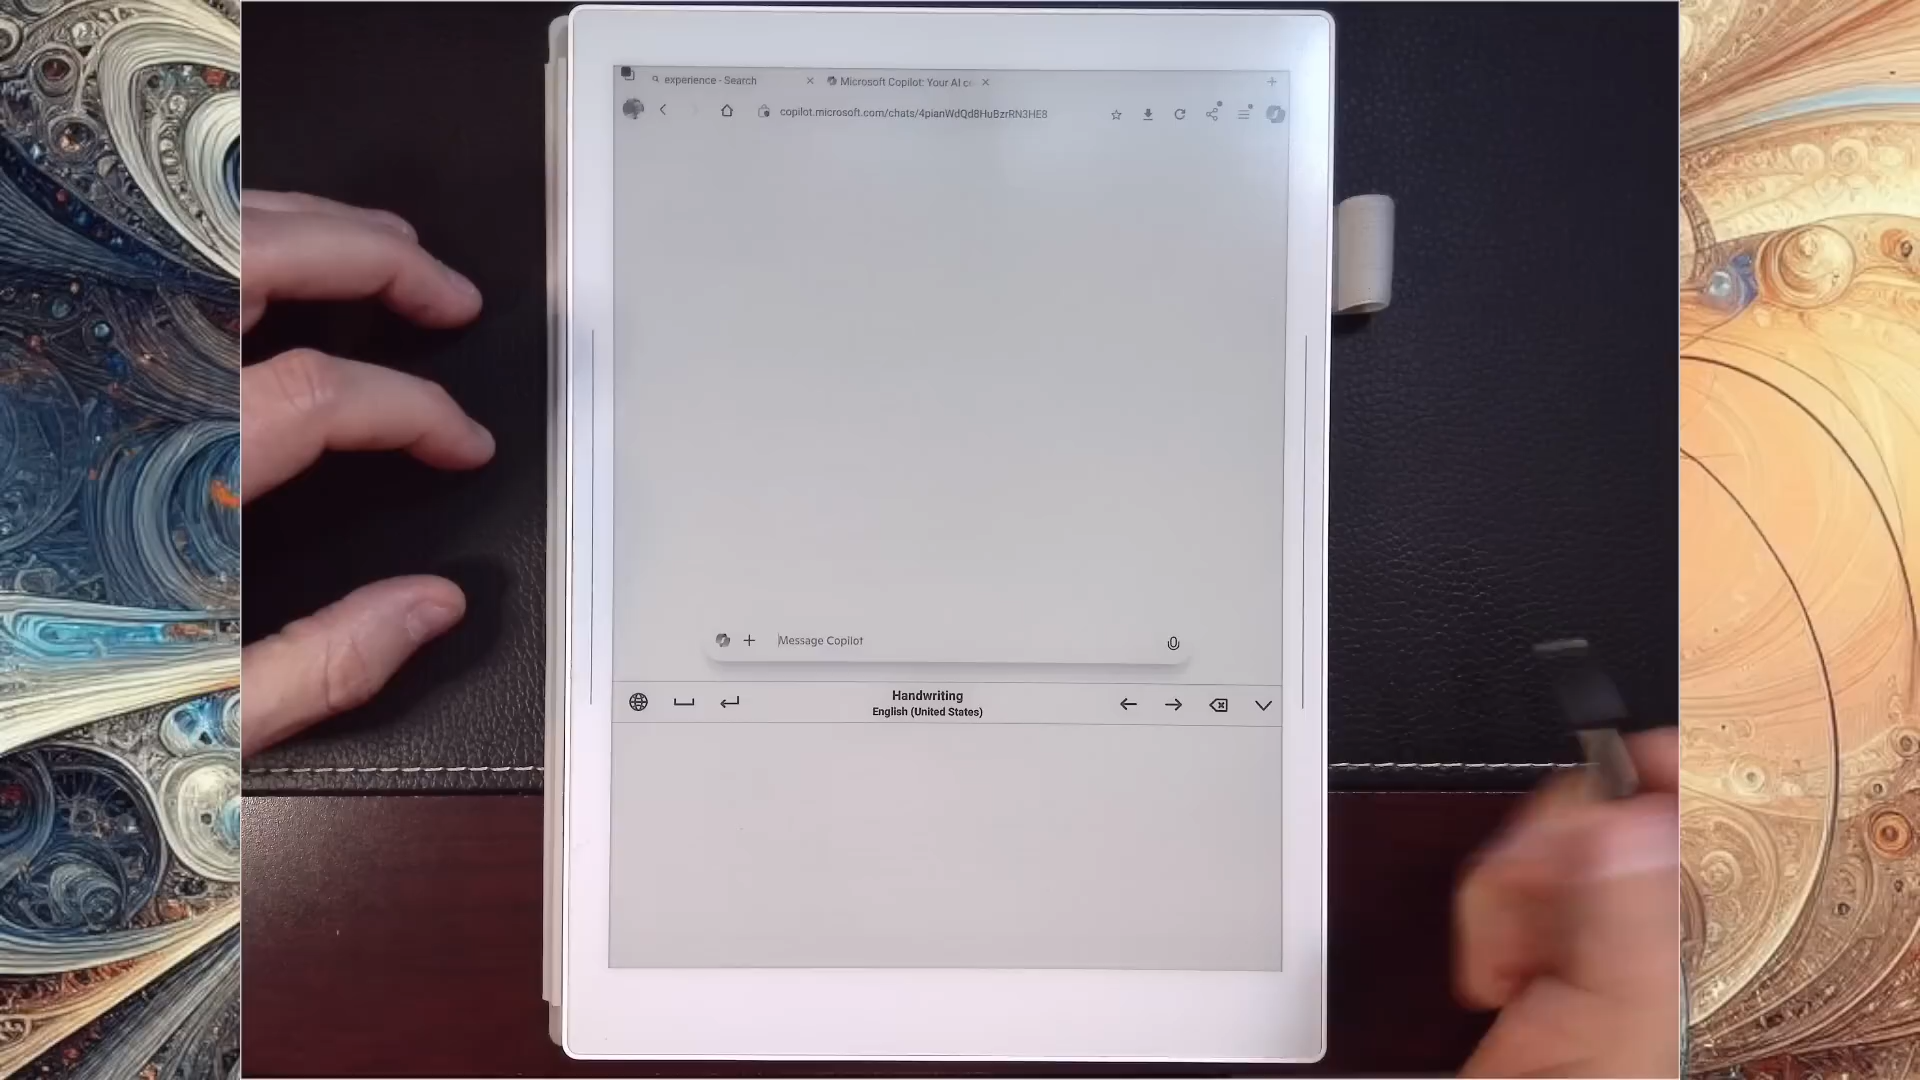 experience - Search
Microsoft Copilot: Your AI c
copilot.microsoft.com/chats/4pianWdQd8HuBzrRN3HE8
Message Copilot
Handwriting
English (United States)